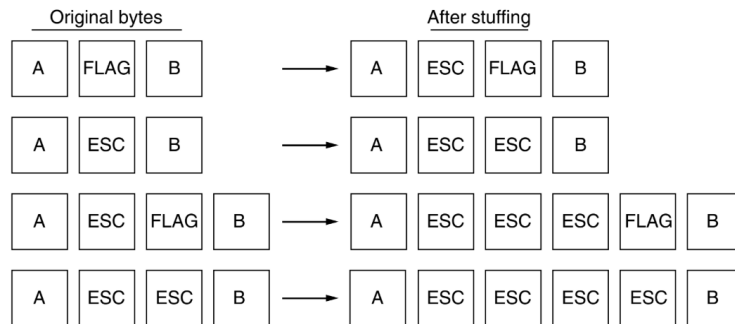 Original bytes After stuffing
A FLAG B A ESC FLAG B
A ESC B A ESC ESC B
A ESC FLAG B A ESC ESC ESC FLAG B
A ESC ESC B A ESC ESC ESC ESC B